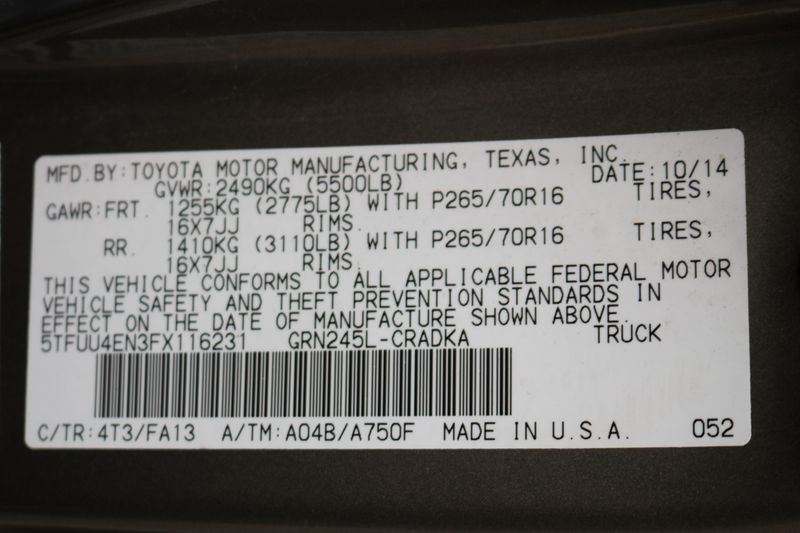 MFD.BY:TOYOTA MOTOR MANUFACTURING, TEXAS, INC.
GVWR:2490KG (5500LB) DATE:10/14
GAWR:FRT. 1255KG (2775LB) WITH P265/70R16 TIRES,
16X7JJ RIMS.
RR. 1410KG (3110LB) WITH P265/70R16 TIRES,
16X7JJ RIMS.
THIS VEHICLE CONFORMS TO ALL APPLICABLE FEDERAL MOTOR
VEHICLE SAFETY AND THEFT PREVENTION STANDARDS IN
EFFECT ON THE DATE OF MANUFACTURE SHOWN ABOVE.
5TFUU4EN3FX116231 GRN245L-CRADKA TRUCK
C/TR:4T3/FA13 A/TM:A04B/A750F MADE IN U.S.A. 052